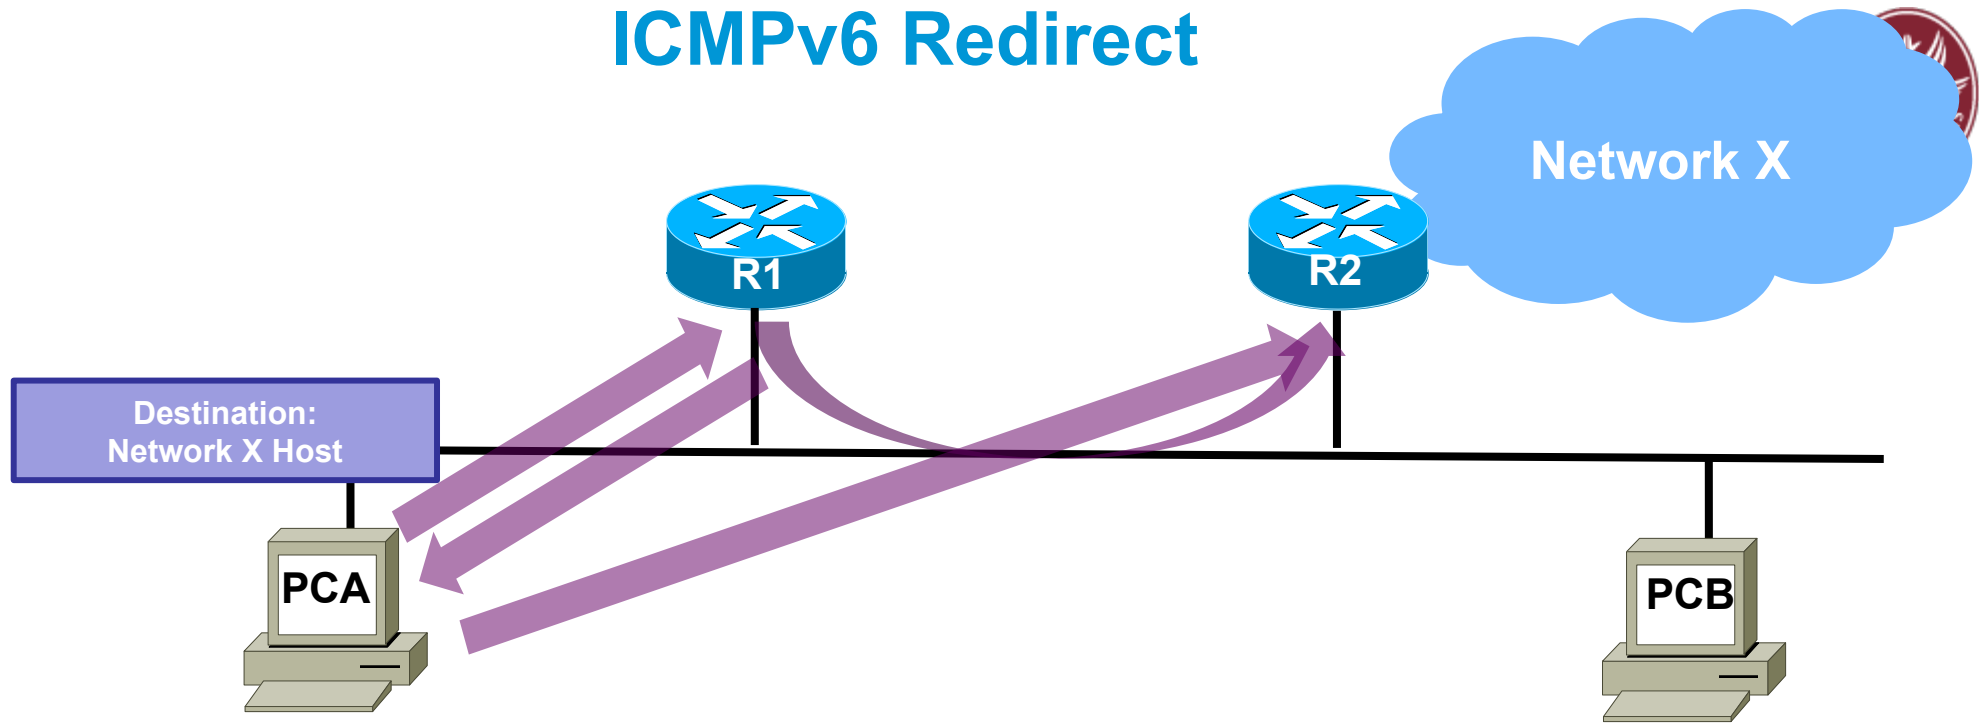 ICMPv6 Redirect
Network X
R1
R2
Destination:
Network X Host
PCA
PCB